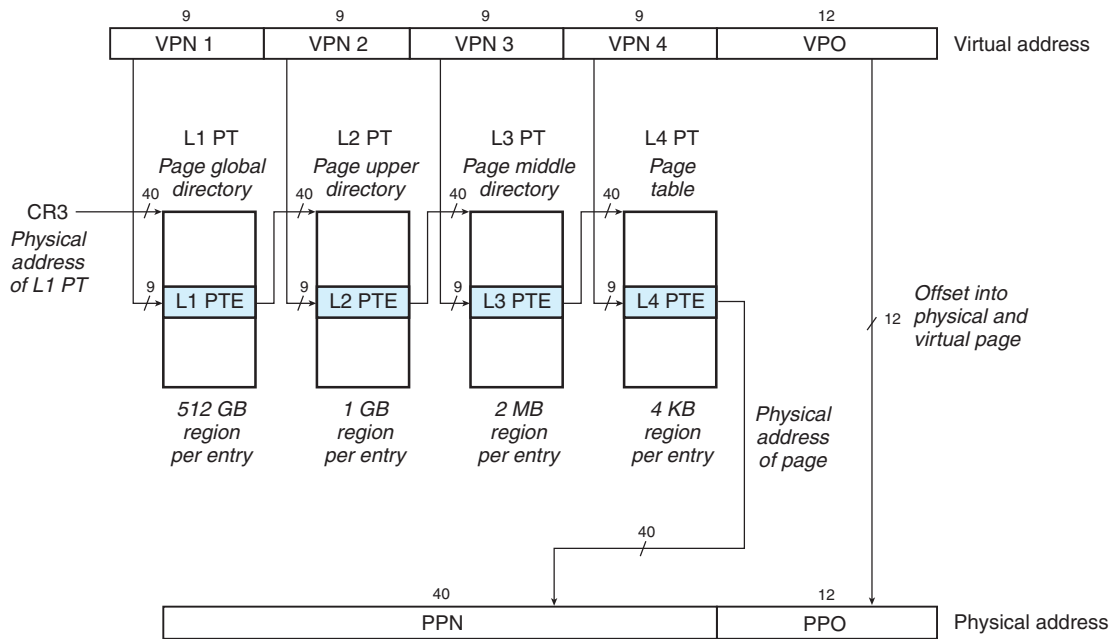 9 9 9 9 12
VPN 1 VPN 2 VPN 3 VPN 4 VPO Virtual address
L1 PT
Page global
directory
L2 PT
Page upper
directory
L3 PT
Page middle
directory
L4 PT
Page
table
40 40 40 40
CR3
Physical
address
of L1 PT
9 9 9 9
L1 PTE L2 PTE L3 PTE L4 PTE
12
Offset into
physical and
virtual page
512 GB
region
per entry
1 GB
region
per entry
2 MB
region
per entry
4 KB
region
per entry
Physical
address
of page
40
40 12
PPN PPO Physical address